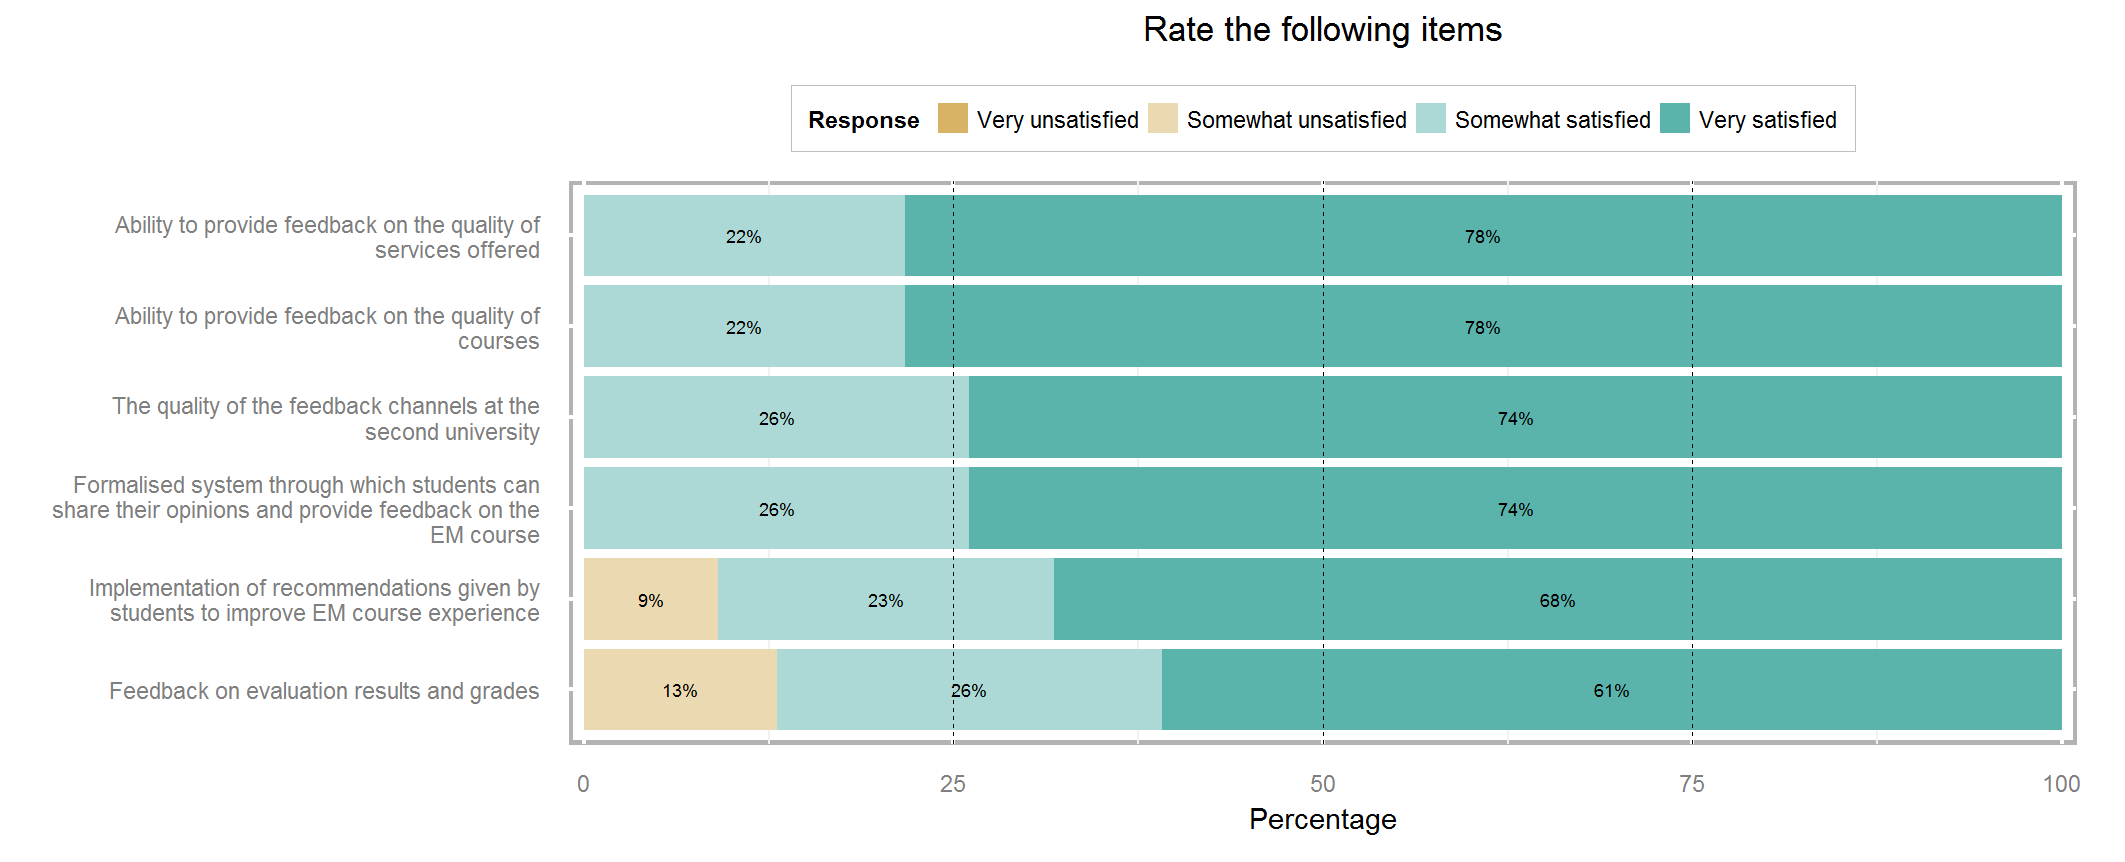 Rate the following items
Response Very unsatisfied Somewhat unsatisfied Somewhat satisfied Very satisfied
Ability to provide feedback on the quality of
services offered
22% 78%
Ability to provide feedback on the quality of
courses
22% 78%
The quality of the feedback channels at the
second university
26% 74%
Formalised system through which students can
share their opinions and provide feedback on the
EM course
26% 74%
Implementation of recommendations given by
students to improve EM course experience
9% 23% 68%
Feedback on evaluation results and grades
13% 26% 61%
0 25 50 75 100
Percentage